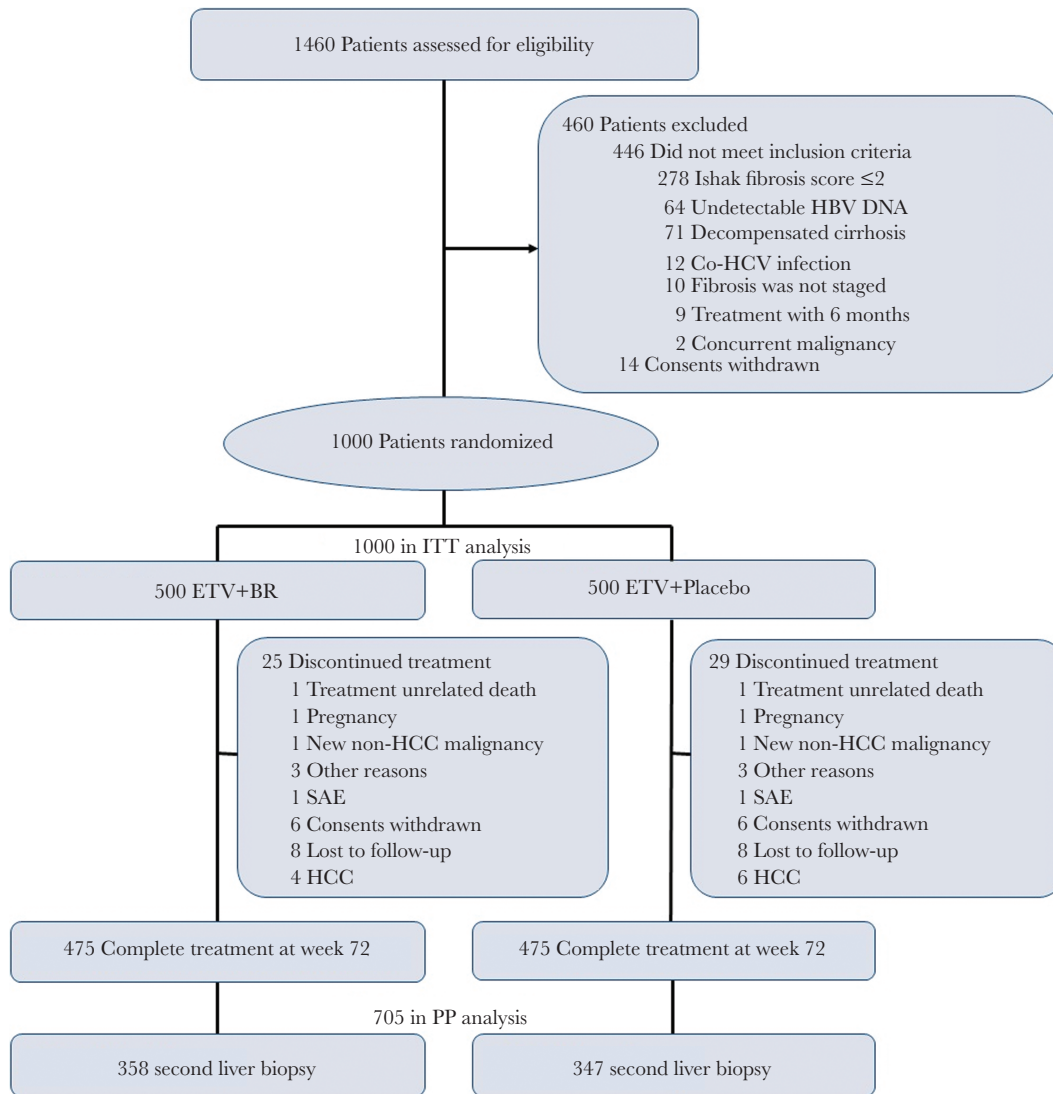 1460 Patients assessed for eligibility
460 Patients excluded
446 Did not meet inclusion criteria
278 Ishak fibrosis score ≤2
64 Undetectable HBV DNA
71 Decompensated cirrhosis
12 Co-HCV infection
10 Fibrosis was not staged
9 Treatment with 6 months
2 Concurrent malignancy
14 Consents withdrawn
1000 Patients randomized
1000 in ITT analysis
500 ETV+BR
500 ETV+Placebo
25 Discontinued treatment
1 Treatment unrelated death
1 Pregnancy
1 New non-HCC malignancy
3 Other reasons
1 SAE
6 Consents withdrawn
8 Lost to follow-up
4 HCC
29 Discontinued treatment
1 Treatment unrelated death
1 Pregnancy
1 New non-HCC malignancy
3 Other reasons
1 SAE
6 Consents withdrawn
8 Lost to follow-up
6 HCC
475 Complete treatment at week 72
475 Complete treatment at week 72
705 in PP analysis
358 second liver biopsy
347 second liver biopsy